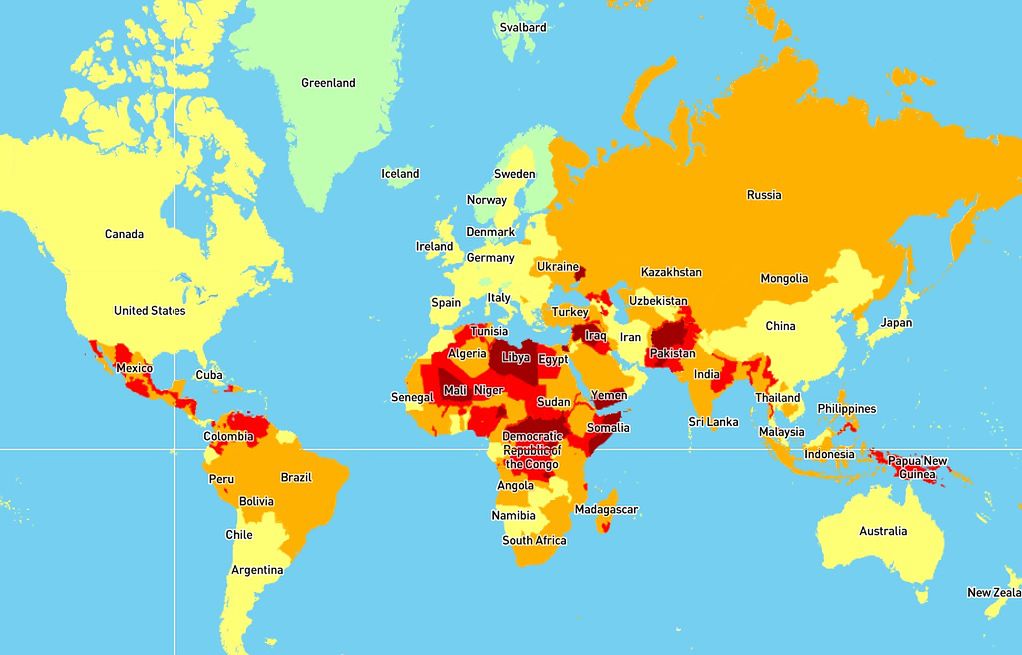 Svalbard
Greenland
Iceland
Sweden
Norway
Denmark
Canada
Ireland
Germany
Russia
Ukraine
Kazakhstan
Mongolia
United States
Spain
Italy
Turkey
Uzbekistan
China
Japan
Tunisia
Iraq
Iran
Mexico
Cuba
Algeria
Libya
Egypt
Pakistan
India
Senegal
Mali
Niger
Sudan
Yemen
Thailand
Philippines
Colombia
Somalia
Sri Lanka
Malaysia
Democratic
Republic of
the Congo
Indonesia
Papua New
Guinea
Peru
Brazil
Angola
Bolivia
Namibia
Madagascar
Chile
South Africa
Australia
Argentina
New Zeala